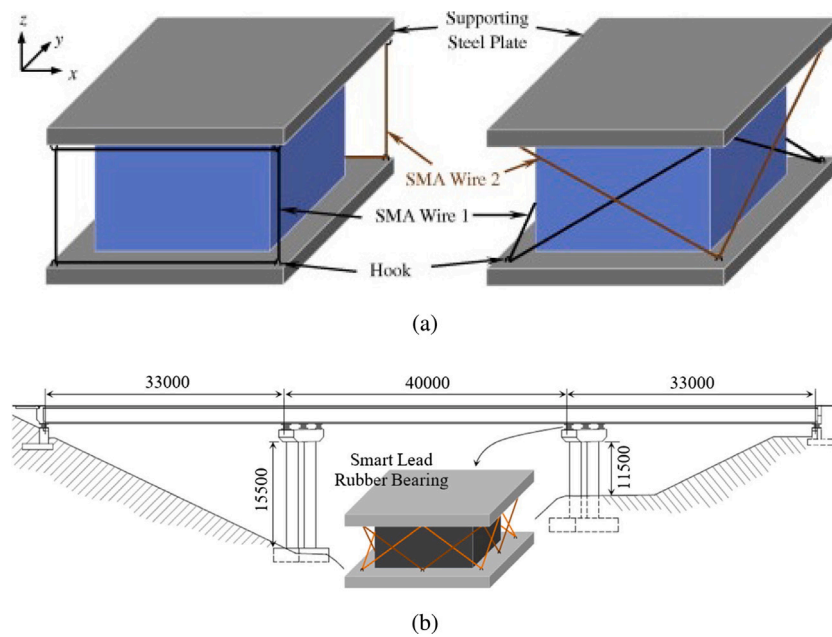 z
y
x
Supporting
Steel Plate
SMA Wire 2
SMA Wire 1
Hook
(a)
33000
40000
33000
15500
Smart Lead
Rubber Bearing
11500
(b)